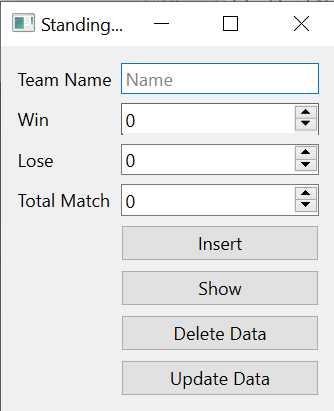 Standing...
Team Name Name
Win 0
Lose 0
Total Match 0
Insert
Show
Delete Data
Update Data